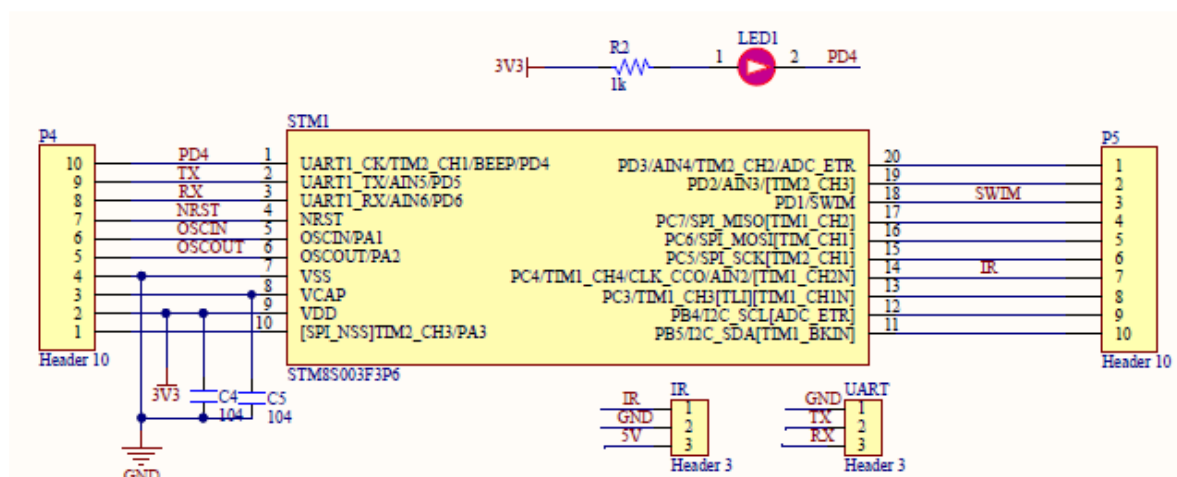 LED1
R2
3V3
1
2
PD4
1k
STM1
P4
P5
10 PD4 1 UART1_CK/TIM2_CH1/BEEP/PD4
9 TX 2 UART1_TX/AIN5/PD5
8 RX 3 UART1_RX/AIN6/PD6
7 NRST 4 NRST
6 OSCIN 5 OSCIN/PA1
5 OSCOUT 6 OSCOUT/PA2
4 7 VSS
3 8 VCAP
2 9 VDD
1 10 [SPI_NSS]TIM2_CH3/PA3
PD3/AIN4/TIM2_CH2/ADC_ETR 20 1
PD2/AIN3/[TIM2_CH3] 19 2
PD1/SWIM 18 SWIM 3
PC7/SPI_MISO[TIM1_CH2] 17 4
PC6/SPI_MOSI[TIM_CH1] 16 5
PC5/SPI_SCK[TIM2_CH1] 15 6
PC4/TIM1_CH4/CLK_CCO/AIN2/[TIM1_CH2N] 14 IR 7
PC3/TIM1_CH3[TLI][TIM1_CH1N] 13 8
PB4/I2C_SCL[ADC_ETR] 12 9
PB5/I2C_SDA[TIM1_BKIN] 11 10
Header 10
STM8S003F3P6
Header 10
3V3
C4
104
C5
104
GND
IR
IR 1
GND 2
5V 3
Header 3
UART
GND 1
TX 2
RX 3
Header 3